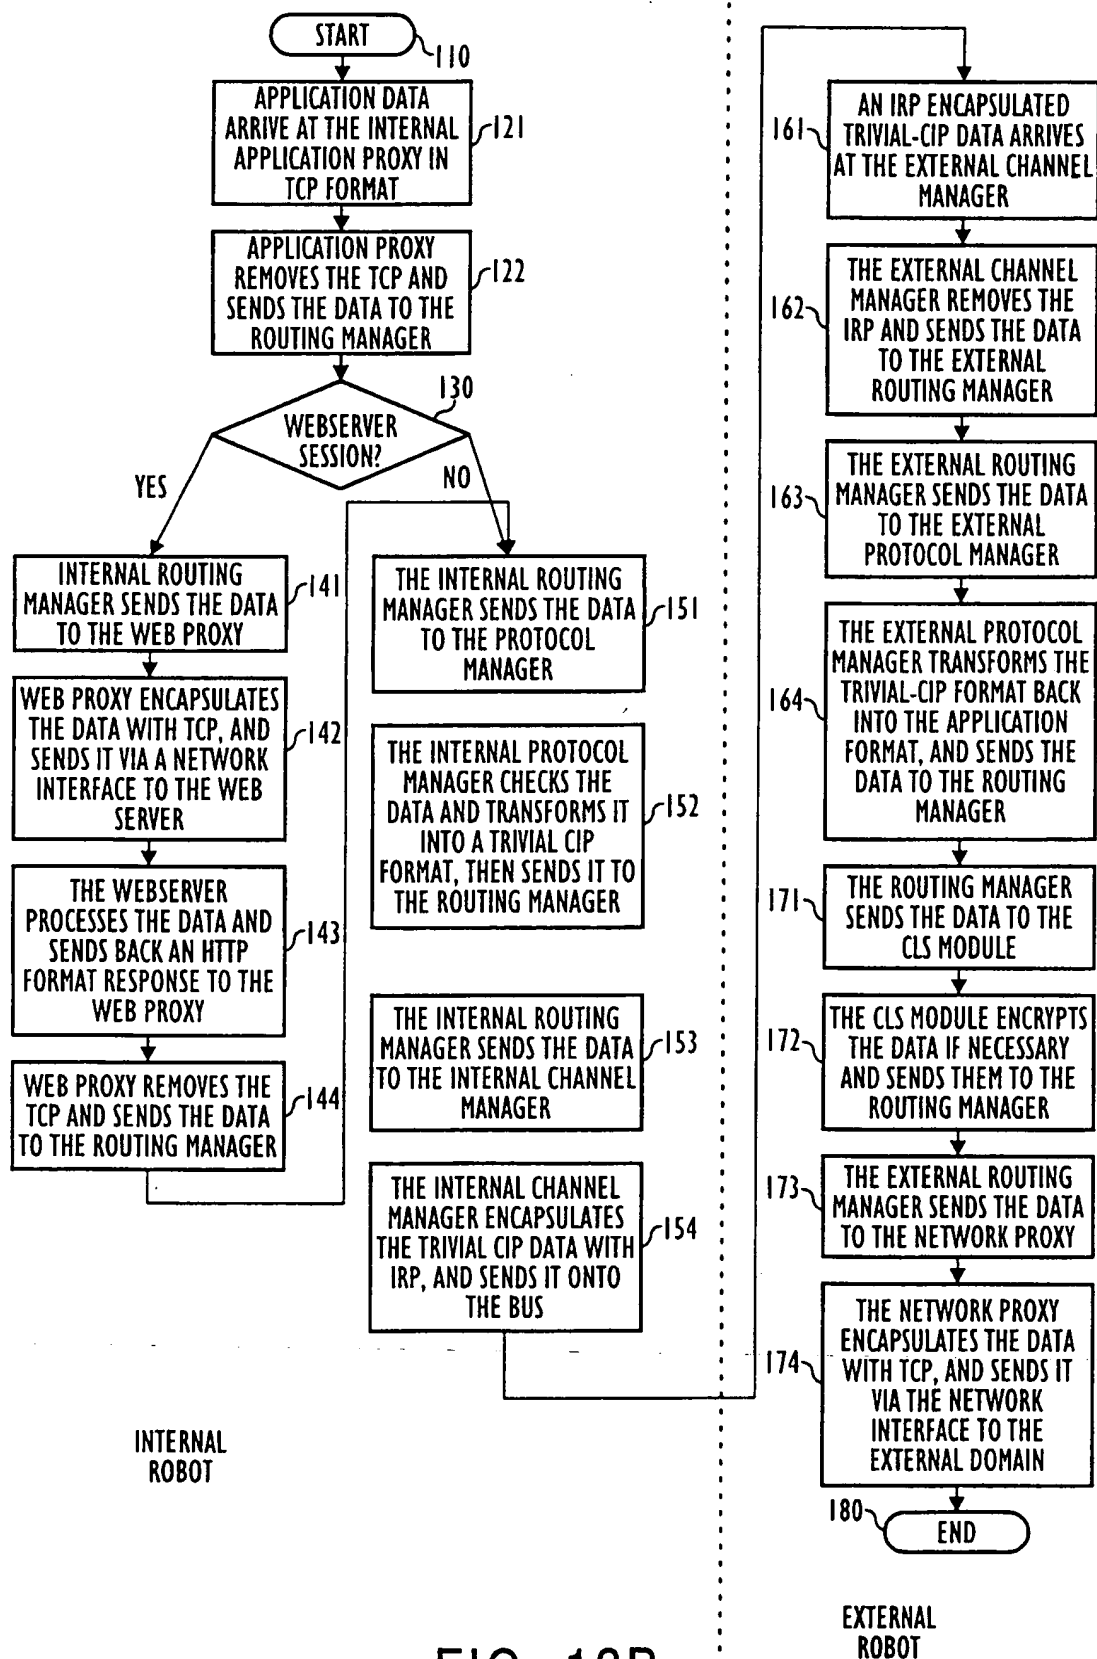 START
110
APPLICATION DATA
ARRIVE AT THE INTERNAL
APPLICATION PROXY IN
TCP FORMAT
121
APPLICATION PROXY
REMOVES THE TCP AND
SENDS THE DATA TO THE
ROUTING MANAGER
122
130
WEBSERVER
SESSION?
YES
NO
INTERNAL ROUTING
MANAGER SENDS THE DATA
TO THE WEB PROXY
141
WEB PROXY ENCAPSULATES
THE DATA WITH TCP, AND
SENDS IT VIA A NETWORK
INTERFACE TO THE WEB
SERVER
142
THE WEBSERVER
PROCESSES THE DATA AND
SENDS BACK AN HTTP
FORMAT RESPONSE TO THE
WEB PROXY
143
WEB PROXY REMOVES THE
TCP AND SENDS THE DATA
TO THE ROUTING MANAGER
144
THE INTERNAL ROUTING
MANAGER SENDS THE DATA
TO THE PROTOCOL
MANAGER
151
THE INTERNAL PROTOCOL
MANAGER CHECKS THE
DATA AND TRANSFORMS IT
INTO A TRIVIAL CIP
FORMAT, THEN SENDS IT TO
THE ROUTING MANAGER
152
THE INTERNAL ROUTING
MANAGER SENDS THE DATA
TO THE INTERNAL CHANNEL
MANAGER
153
THE INTERNAL CHANNEL
MANAGER ENCAPSULATES
THE TRIVIAL CIP DATA WITH
IRP, AND SENDS IT ONTO
THE BUS
154
INTERNAL
ROBOT
161
AN IRP ENCAPSULATED
TRIVIAL-CIP DATA ARRIVES
AT THE EXTERNAL CHANNEL
MANAGER
162
THE EXTERNAL CHANNEL
MANAGER REMOVES THE
IRP AND SENDS THE DATA
TO THE EXTERNAL
ROUTING MANAGER
163
THE EXTERNAL ROUTING
MANAGER SENDS THE DATA
TO THE EXTERNAL
PROTOCOL MANAGER
164
THE EXTERNAL PROTOCOL
MANAGER TRANSFORMS THE
TRIVIAL-CIP FORMAT BACK
INTO THE APPLICATION
FORMAT, AND SENDS THE
DATA TO THE ROUTING
MANAGER
171
THE ROUTING MANAGER
SENDS THE DATA TO THE
CLS MODULE
172
THE CLS MODULE ENCRYPTS
THE DATA IF NECESSARY
AND SENDS THEM TO THE
ROUTING MANAGER
173
THE EXTERNAL ROUTING
MANAGER SENDS THE DATA
TO THE NETWORK PROXY
174
THE NETWORK PROXY
ENCAPSULATES THE DATA
WITH TCP, AND SENDS IT
VIA THE NETWORK
INTERFACE TO THE
EXTERNAL DOMAIN
180
END
EXTERNAL
ROBOT